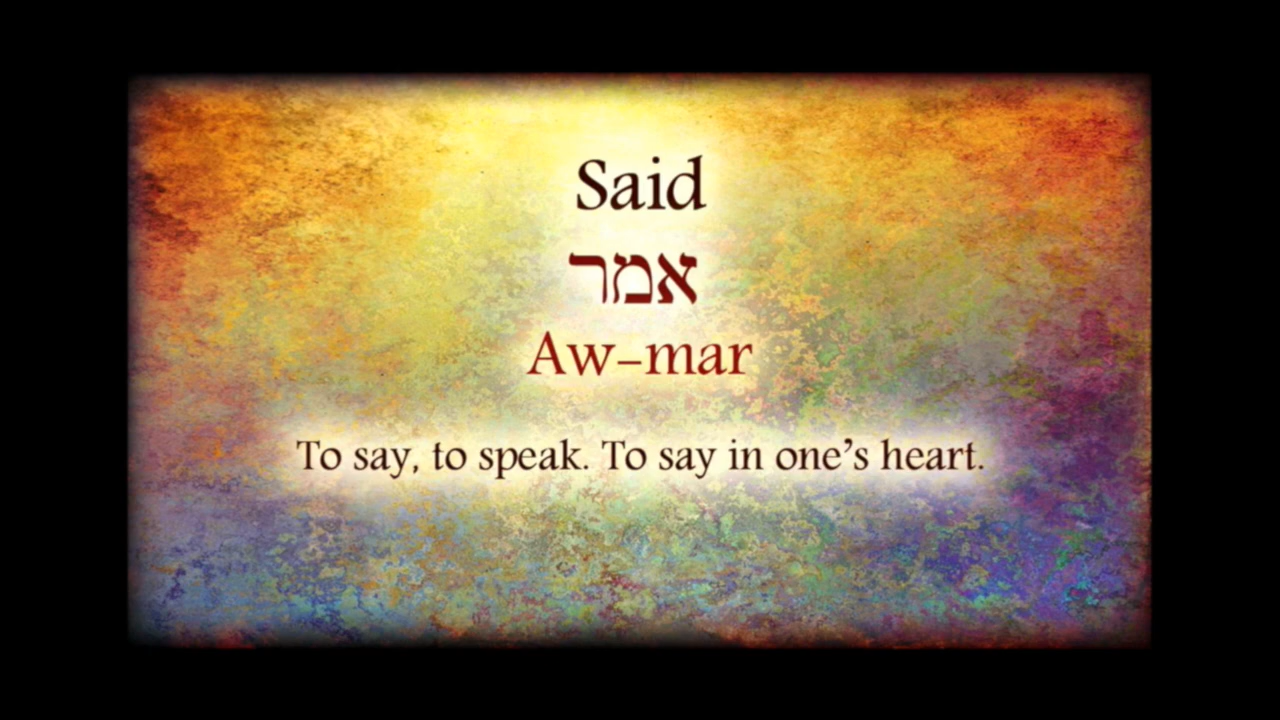 Said
אמר
Aw-mar
To say, to speak. To say in one’s heart.